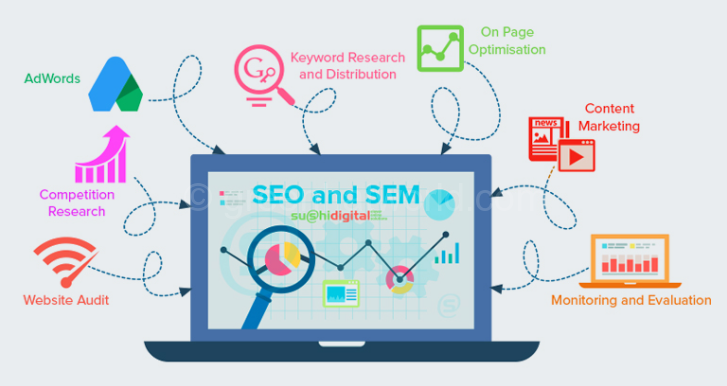 On Page
Optimisation
Keyword Research
and Distribution
AdWords
Content
Marketing
news
Competition
Research
SEO and SEM
su@hidigital
Website Audit
Monitoring and Evaluation